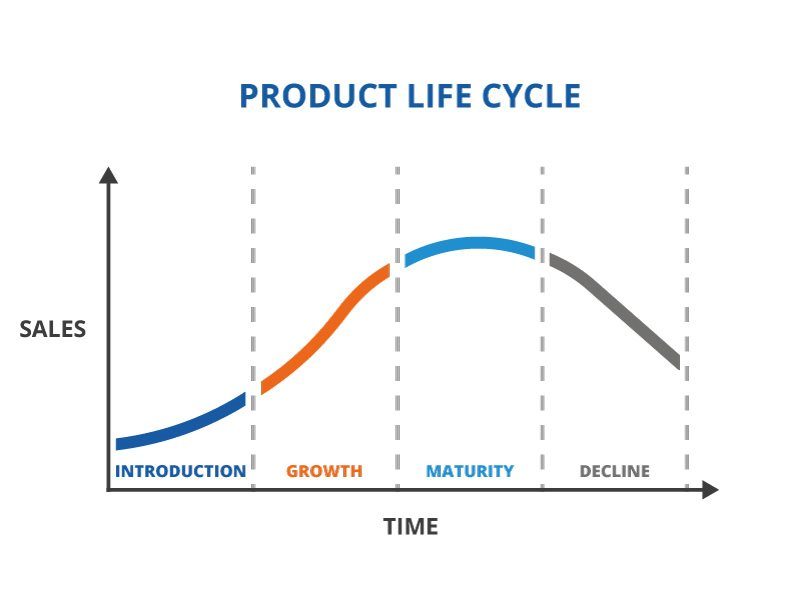 PRODUCT LIFE CYCLE
SALES
INTRODUCTION
GROWTH
MATURITY
DECLINE
TIME